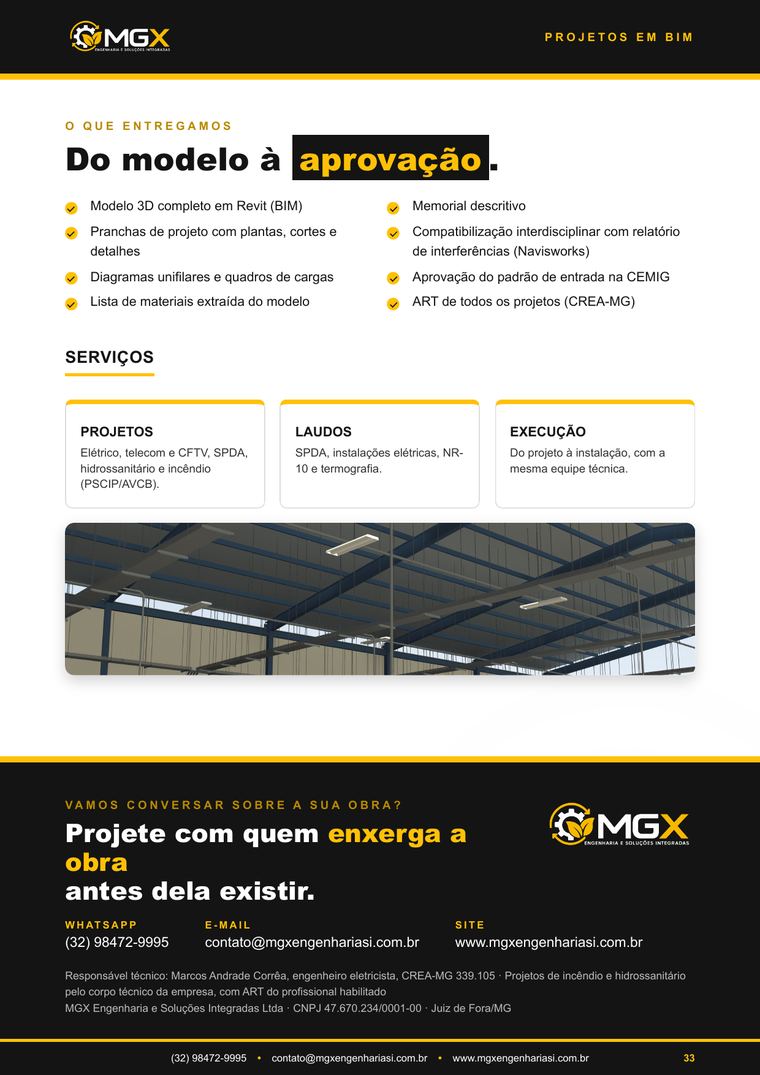 MGX
ENGENHARIA E SOLUÇÕES INTEGRADAS
PROJETOS EM BIM
O QUE ENTREGAMOS
Do modelo à aprovação.
Modelo 3D completo em Revit (BIM)
Pranchas de projeto com plantas, cortes e
detalhes
Diagramas unifilares e quadros de cargas
Lista de materiais extraída do modelo
Memorial descritivo
Compatibilização interdisciplinar com relatório
de interferências (Navisworks)
Aprovação do padrão de entrada na CEMIG
ART de todos os projetos (CREA-MG)
SERVIÇOS
PROJETOS
Elétrico, telecom e CFTV, SPDA,
hidrossanitário e incêndio
(PSCIP/AVCB).
LAUDOS
SPDA, instalações elétricas, NR-
10 e termografia.
EXECUÇÃO
Do projeto à instalação, com a
mesma equipe técnica.
VAMOS CONVERSAR SOBRE A SUA OBRA?
Projete com quem enxerga a
obra
antes dela existir.
MGX
ENGENHARIA E SOLUÇÕES INTEGRADAS
WHATSAPP
(32) 98472-9995
E-MAIL
contato@mgxengenhariasi.com.br
SITE
www.mgxengenhariasi.com.br
Responsável técnico: Marcos Andrade Corrêa, engenheiro eletricista, CREA-MG 339.105 · Projetos de incêndio e hidrossanitário
pelo corpo técnico da empresa, com ART do profissional habilitado
MGX Engenharia e Soluções Integradas Ltda · CNPJ 47.670.234/0001-00 · Juiz de Fora/MG
(32) 98472-9995 • contato@mgxengenhariasi.com.br • www.mgxengenhariasi.com.br
33